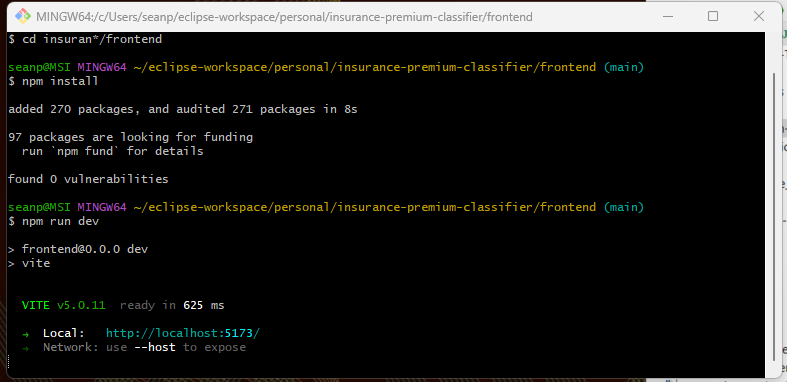 MINGW64:/c/Users/seanp/eclipse-workspace/personal/insurance-premium-classifier/frontend
$ cd insuran*/frontend
seanp@MSI MINGW64 ~/eclipse-workspace/personal/insurance-premium-classifier/frontend (main)
$ npm install
added 270 packages, and audited 271 packages in 8s
97 packages are looking for funding
run `npm fund` for details
found 0 vulnerabilities
seanp@MSI MINGW64 ~/eclipse-workspace/personal/insurance-premium-classifier/frontend (main)
$ npm run dev
> frontend@0.0.0 dev
> vite
VITE v5.0.11 ready in 625 ms
➜ Local: http://localhost:5173/
➜ Network: use --host to expose